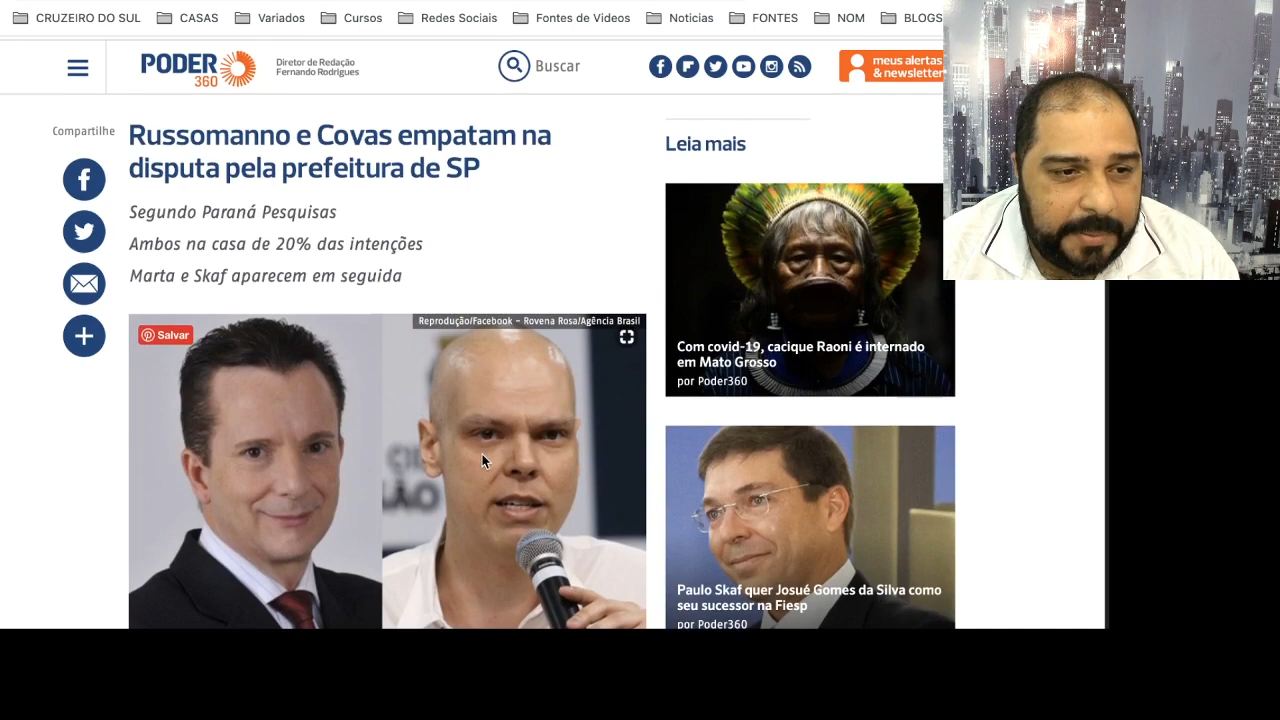 CRUZEIRO DO SUL
CASAS
Variados
Cursos
Redes Sociais
Fontes de Videos
Noticias
FONTES
NOM
BLOGS
PODER
360
Diretor de Redação
Fernando Rodrigues
Buscar
meus alertas
& newsletter
Compartilhe
Russomanno e Covas empatam na
disputa pela prefeitura de SP
Segundo Paraná Pesquisas
Ambos na casa de 20% das intenções
Marta e Skaf aparecem em seguida
Salvar
Reprodução/Facebook – Rovena Rosa/Agência Brasil
Leia mais
Com covid-19, cacique Raoni é internado
em Mato Grosso
por Poder360
Paulo Skaf quer Josué Gomes da Silva como
seu sucessor na Fiesp
por Poder360